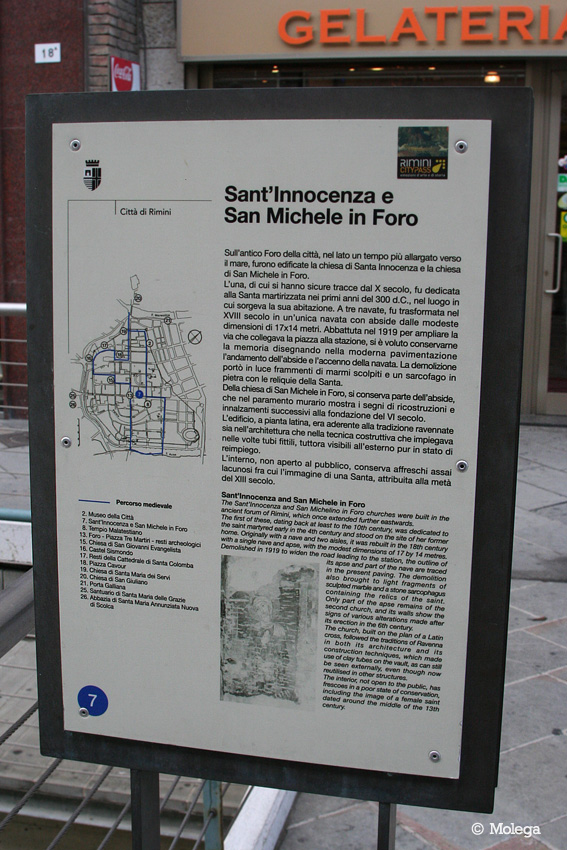 GELATERIA
18ᴬ
Coca-Cola
RIMINI
CITYPASS
Città di Rimini
Sant'Innocenza e
San Michele in Foro
Sull'antico Foro della città, nel lato un tempo più allargato verso
il mare, furono edificate la chiesa di Santa Innocenza e la chiesa
di San Michele in Foro.
L'una, di cui si hanno sicure tracce dal X secolo, fu dedicata
alla Santa martirizzata nei primi anni del 300 d.C., nel luogo in
cui sorgeva la sua abitazione. A tre navate, fu trasformata nel
XVIII secolo in un'unica navata con abside dalle modeste
dimensioni di 17x14 metri. Abbattuta nel 1919 per ampliare la
via che collegava la piazza alla stazione, si è voluto conservarne
la memoria disegnando nella moderna pavimentazione
l'andamento dell'abside e l'accenno della navata. La demolizione
portò in luce frammenti di marmi scolpiti e un sarcofago in
pietra con le reliquie della Santa.
Della chiesa di San Michele in Foro, si conserva parte dell'abside,
che nel paramento murario mostra i segni di ricostruzioni e
innalzamenti successivi alla fondazione del VI secolo.
L'edificio, a pianta latina, era aderente alla tradizione ravennate
sia nell'architettura che nella tecnica costruttiva che impiegava
nelle volte tubi fittili, tuttora visibili all'esterno pur in stato di
reimpiego.
L'interno, non aperto al pubblico, conserva affreschi assai
lacunosi fra cui l'immagine di una Santa, attribuita alla metà
del XIII secolo.
Sant'Innocenza and San Michele in Foro
The Sant'Innocenza and San Michelino in Foro churches were built in the
ancient forum of Rimini, which once extended further eastwards.
The first of these, dating back at least to the 10th century, was dedicated to
the saint martyred early in the 4th century and stood on the site of her former
home. Originally with a nave and two aisles, it was rebuilt in the 18th century
with a single nave and apse, with the modest dimensions of 17 by 14 metres.
Demolished in 1919 to widen the road leading to the station, the outline of
its apse and part of the nave are traced
in the present paving. The demolition
also brought to light fragments of
sculpted marble and a stone sarcophagus
containing the relics of the saint.
Only part of the apse remains of the
second church, and its walls show the
signs of various alterations made after
its erection in the 6th century.
The church, built on the plan of a Latin
cross, followed the traditions of Ravenna
in both its architecture and its
construction techniques, which made
use of clay tubes on the vault, as can still
be seen externally, even though now
reutilised in other structures.
The interior, not open to the public, has
frescoes in a poor state of conservation,
including the image of a female saint
dated around the middle of the 13th
century.
Percorso medievale
2. Museo della Città
7. Sant'Innocenza e San Michele in Foro
8. Tempio Malatestiano
13. Foro - Piazza Tre Martiri - resti archeologici
15. Chiesa di San Giovanni Evangelista
16. Castel Sismondo
17. Resti della Cattedrale di Santa Colomba
18. Piazza Cavour
19. Chiesa di Santa Maria dei Servi
20. Chiesa di San Giuliano
21. Porta Galliana
25. Santuario di Santa Maria delle Grazie
26. Abbazia di Santa Maria Annunziata Nuova
di Scolca
7
© Molega